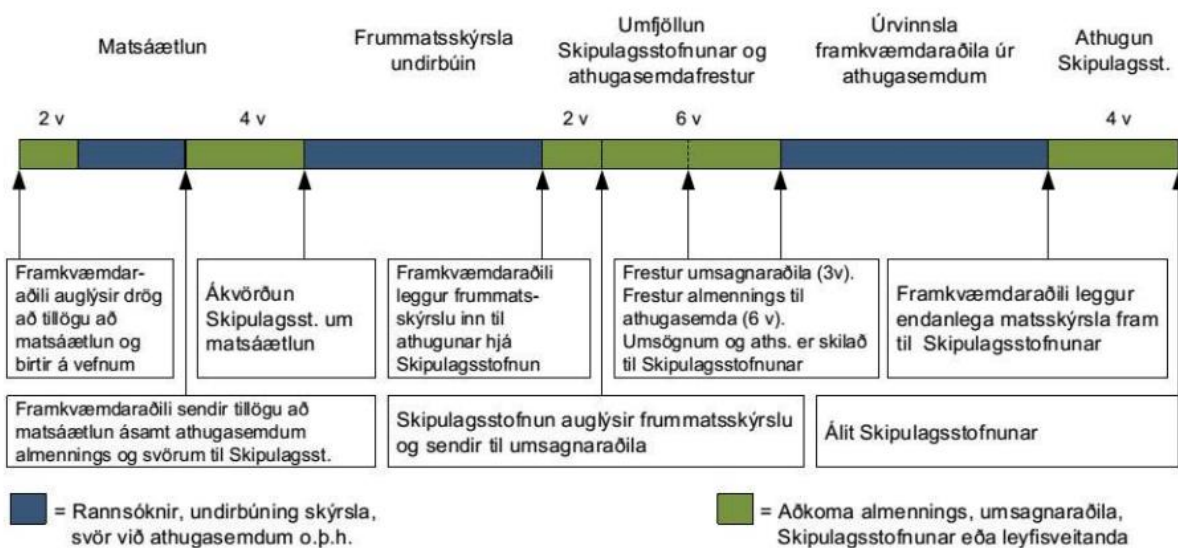 Matsáætlun
Frummatsskýrsla
undirbúin
Umfjöllun
Skipulagsstofnunar og
athugasemdafrestur
Úrvinnsla
framkvæmdaraðila úr
athugasemdum
Athugun
Skipulagsst.
2 v
4 v
2 v
6 v
4 v
Framkvæmdar-
aðili auglýsir drög
að tillögu að
matsáætlun og
birtir á vefnum
Ákvörðun
Skipulagsst. um
matsáætlun
Framkvæmdaraðili
leggur frummats-
skýrslu inn til
athugunar hjá
Skipulagsstofnun
Frestur umsagnaraðila (3v).
Frestur almennings til
athugasemda (6 v).
Umsögnum og aths. er skilað
til Skipulagsstofnunar
Framkvæmdaraðili leggur
endanlega matsskýrsla fram
til Skipulagsstofnunar
Framkvæmdaraðili sendir tillögu að
matsáætlun ásamt athugasemdum
almennings og svörum til Skipulagsst.
Skipulagsstofnun auglýsir frummatsskýrslu
og sendir til umsagnaraðila
Álit Skipulagsstofnunar
= Rannsóknir, undirbúning skýrsla,
svör við athugasemdum o.þ.h.
= Aðkoma almennings, umsagnaraðila,
Skipulagsstofnunar eða leyfisveitanda